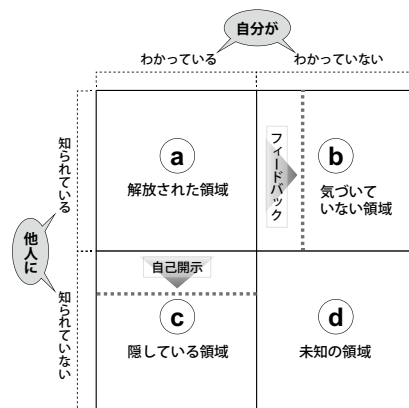 自分が
わかっている
わかっていない
他人に
知られている
知られていない
a
解放された領域
フィードバック
b
気づいて
いない領域
自己開示
c
隠している領域
d
未知の領域